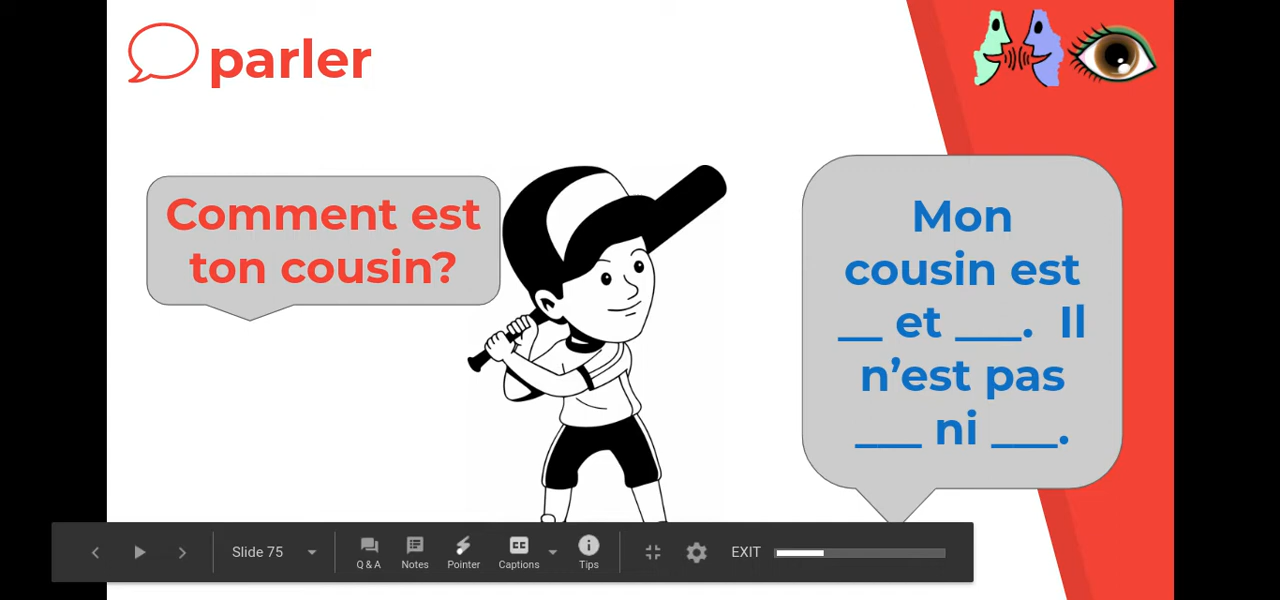 parler
Comment est
ton cousin?
Mon
cousin est
__ et ___. Il
n’est pas
___ ni ___.
Slide 75
Q & A
Notes
Pointer
CC
Captions
Tips
EXIT